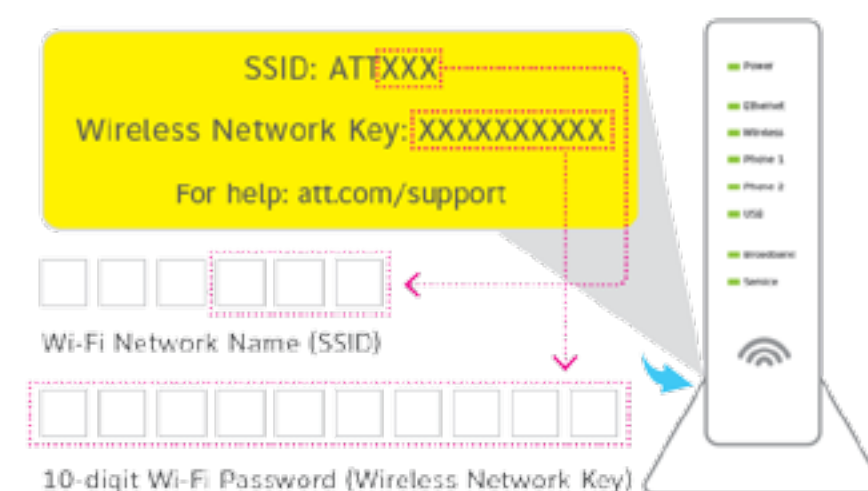 SSID: ATTXXX
Wireless Network Key: XXXXXXXXXX
For help: att.com/support
Wi-Fi Network Name (SSID)
10-digit Wi-Fi Password (Wireless Network Key)
Power
Ethernet
Wireless
Phone 1
Phone 2
USB
Broadband
Service